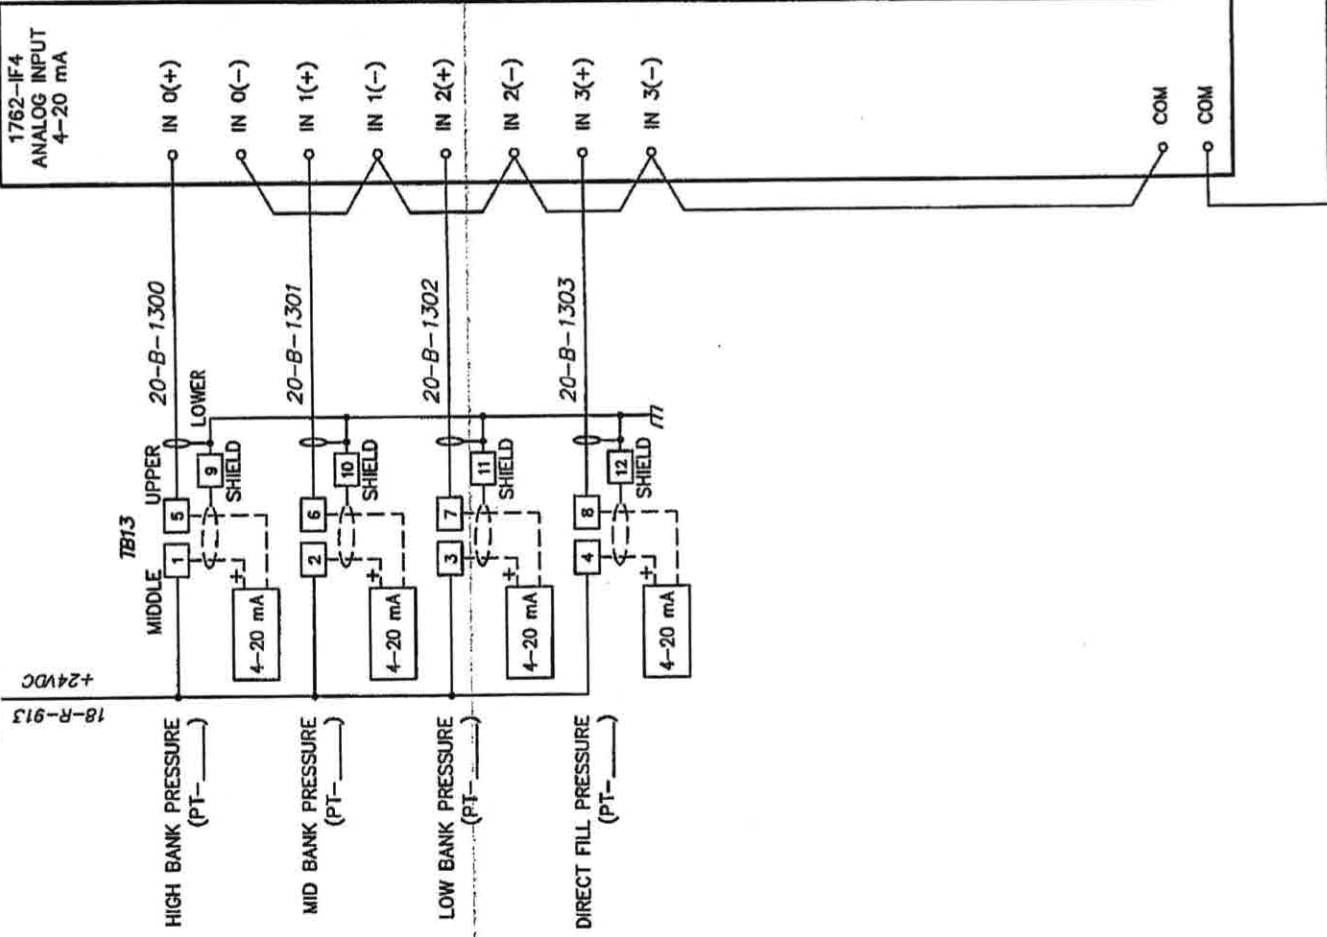 1762-IF4
ANALOG INPUT
4-20 mA
IN 0(+)
IN 0(-)
IN 1(+)
IN 1(-)
IN 2(+)
IN 2(-)
IN 3(+)
IN 3(-)
COM
COM
20-B-1300
20-B-1301
20-B-1302
20-B-1303
TB13
MIDDLE
UPPER
LOWER
1
5
9
SHIELD
+
4-20 mA
2
6
10
SHIELD
+
4-20 mA
3
7
11
SHIELD
+
4-20 mA
4
8
12
SHIELD
+
4-20 mA
+24VDC
18-R-913
HIGH BANK PRESSURE
(PT-____)
MID BANK PRESSURE
(PT-____)
LOW BANK PRESSURE
(PT-____)
DIRECT FILL PRESSURE
(PT-____)